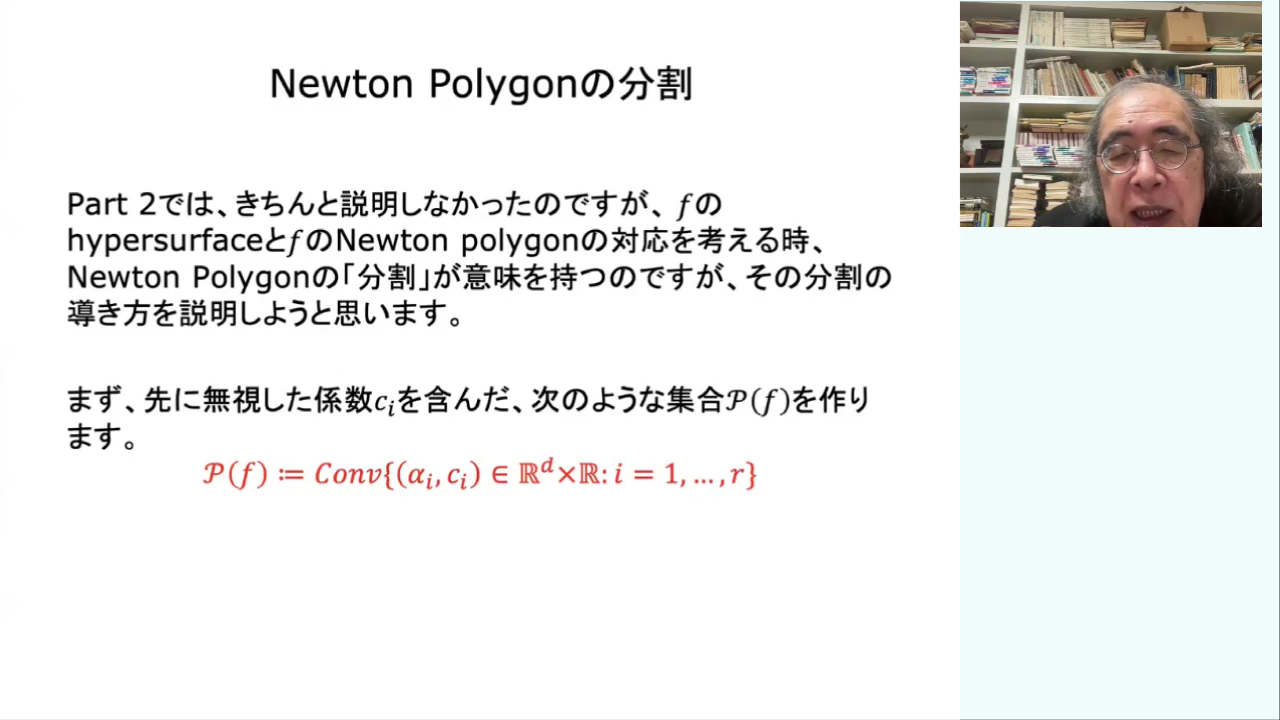 Newton Polygonの分割
Part 2では、きちんと説明しなかったのですが、 𝑓の
hypersurfaceと𝑓のNewton polygonの対応を考える時、
Newton Polygonの「分割」が意味を持つのですが、その分割の
導き方を説明しようと思います。
まず、先に無視した係数𝑐ᵢを含んだ、次のような集合𝒫(𝑓)を作り
ます。
𝒫(𝑓) ≔ 𝐶𝑜𝑛𝑣{(𝛼ᵢ, 𝑐ᵢ) ∈ ℝᵈ×ℝ: 𝑖 = 1, … , 𝑟}